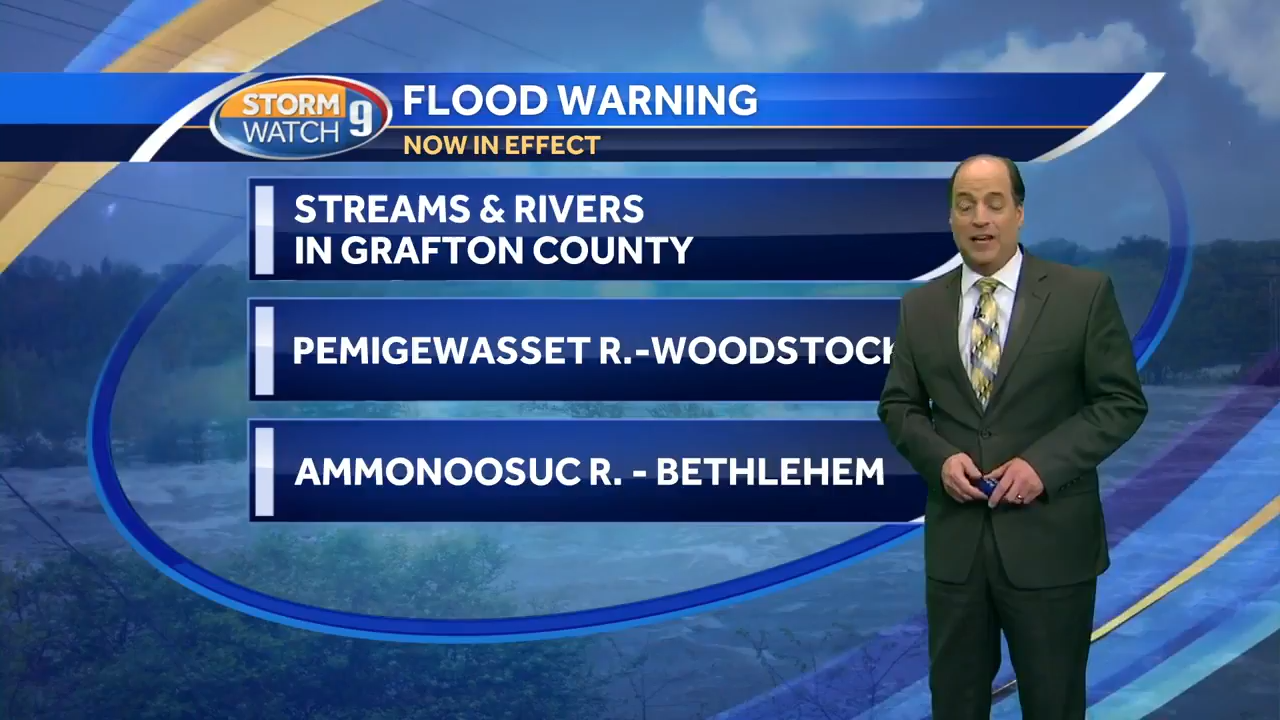 STORM
WATCH 9
FLOOD WARNING
NOW IN EFFECT
STREAMS & RIVERS
IN GRAFTON COUNTY
PEMIGEWASSET R.-WOODSTOCK
AMMONOOSUC R. - BETHLEHEM